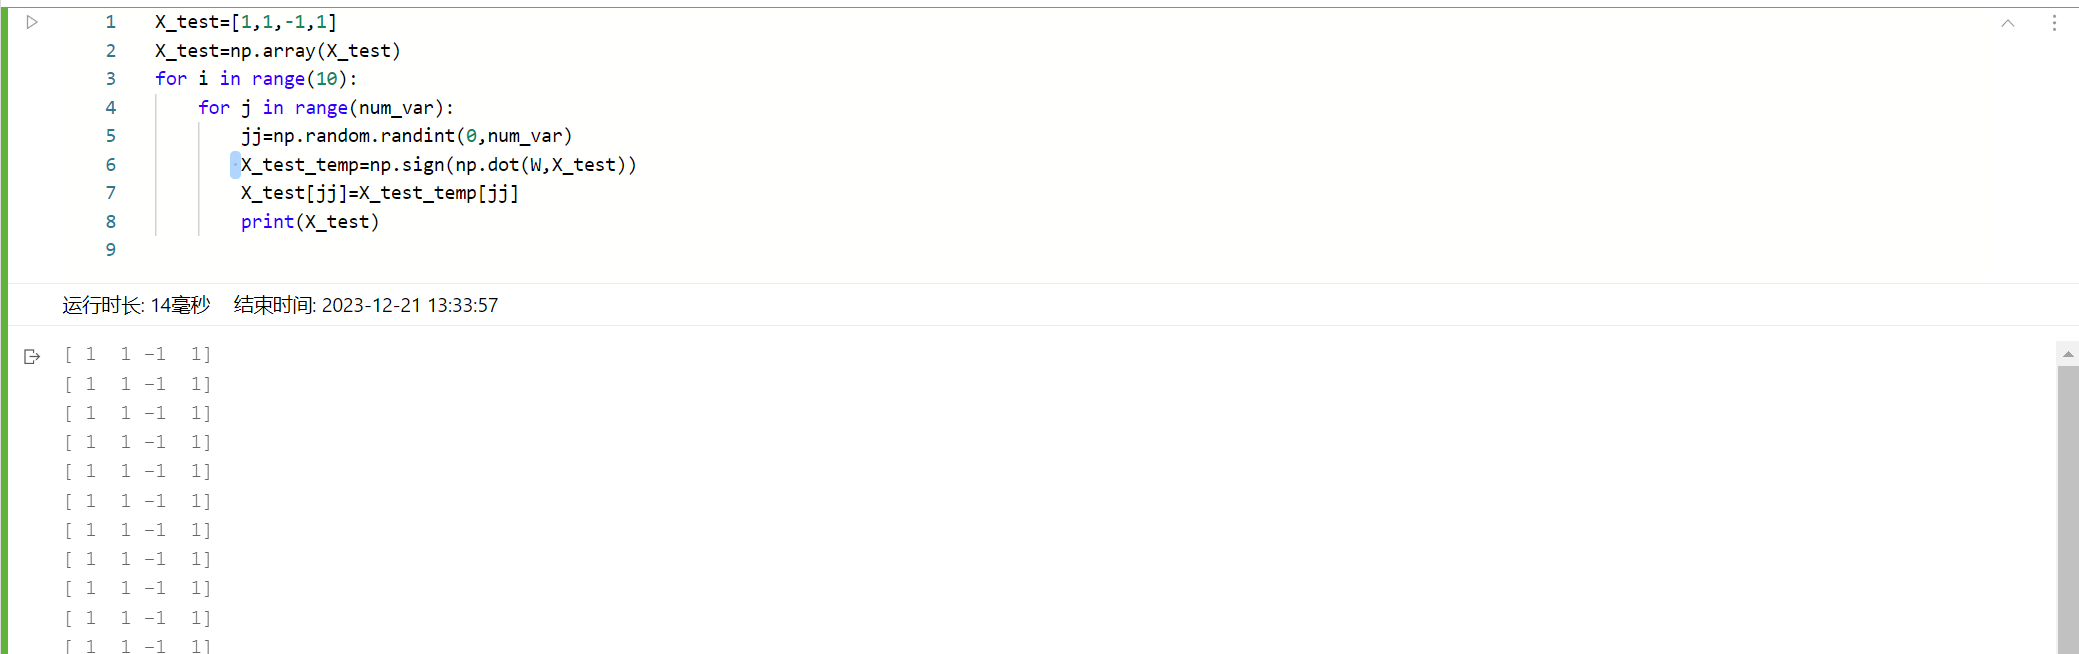 1 X_test=[1,1,-1,1]
2 X_test=np.array(X_test)
3 for i in range(10):
4     for j in range(num_var):
5         jj=np.random.randint(0,num_var)
6         X_test_temp=np.sign(np.dot(W,X_test))
7         X_test[jj]=X_test_temp[jj]
8         print(X_test)
9
运行时长: 14毫秒 结束时间: 2023-12-21 13:33:57
[ 1  1 -1  1]
[ 1  1 -1  1]
[ 1  1 -1  1]
[ 1  1 -1  1]
[ 1  1 -1  1]
[ 1  1 -1  1]
[ 1  1 -1  1]
[ 1  1 -1  1]
[ 1  1 -1  1]
[ 1  1 -1  1]
[ 1  1 -1  1]